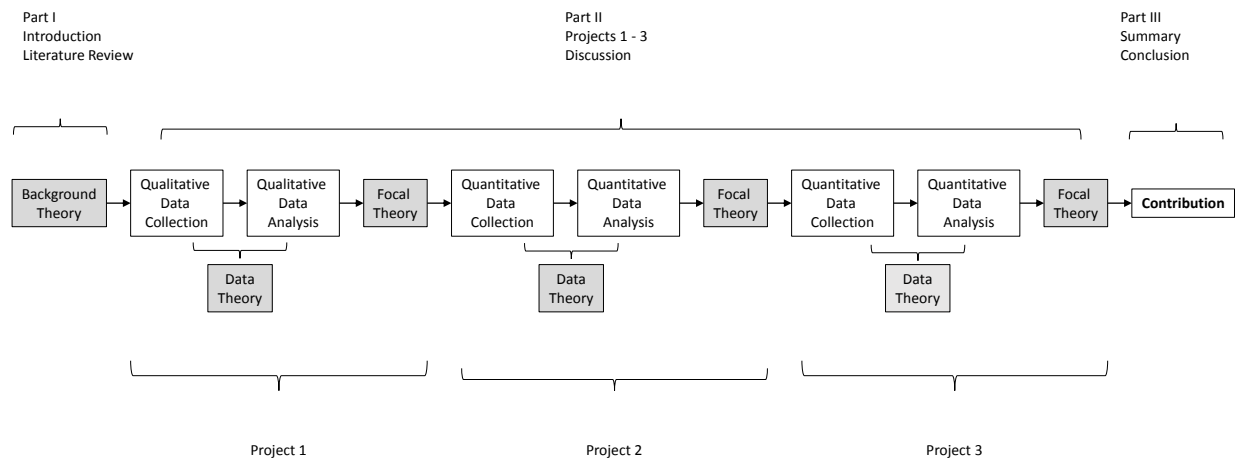 Part I
Introduction
Literature Review
Part II
Projects 1 - 3
Discussion
Part III
Summary
Conclusion
Background
Theory
Qualitative
Data
Collection
Qualitative
Data
Analysis
Focal
Theory
Quantitative
Data
Collection
Quantitative
Data
Analysis
Focal
Theory
Quantitative
Data
Collection
Quantitative
Data
Analysis
Focal
Theory
Contribution
Data
Theory
Data
Theory
Data
Theory
Project 1
Project 2
Project 3